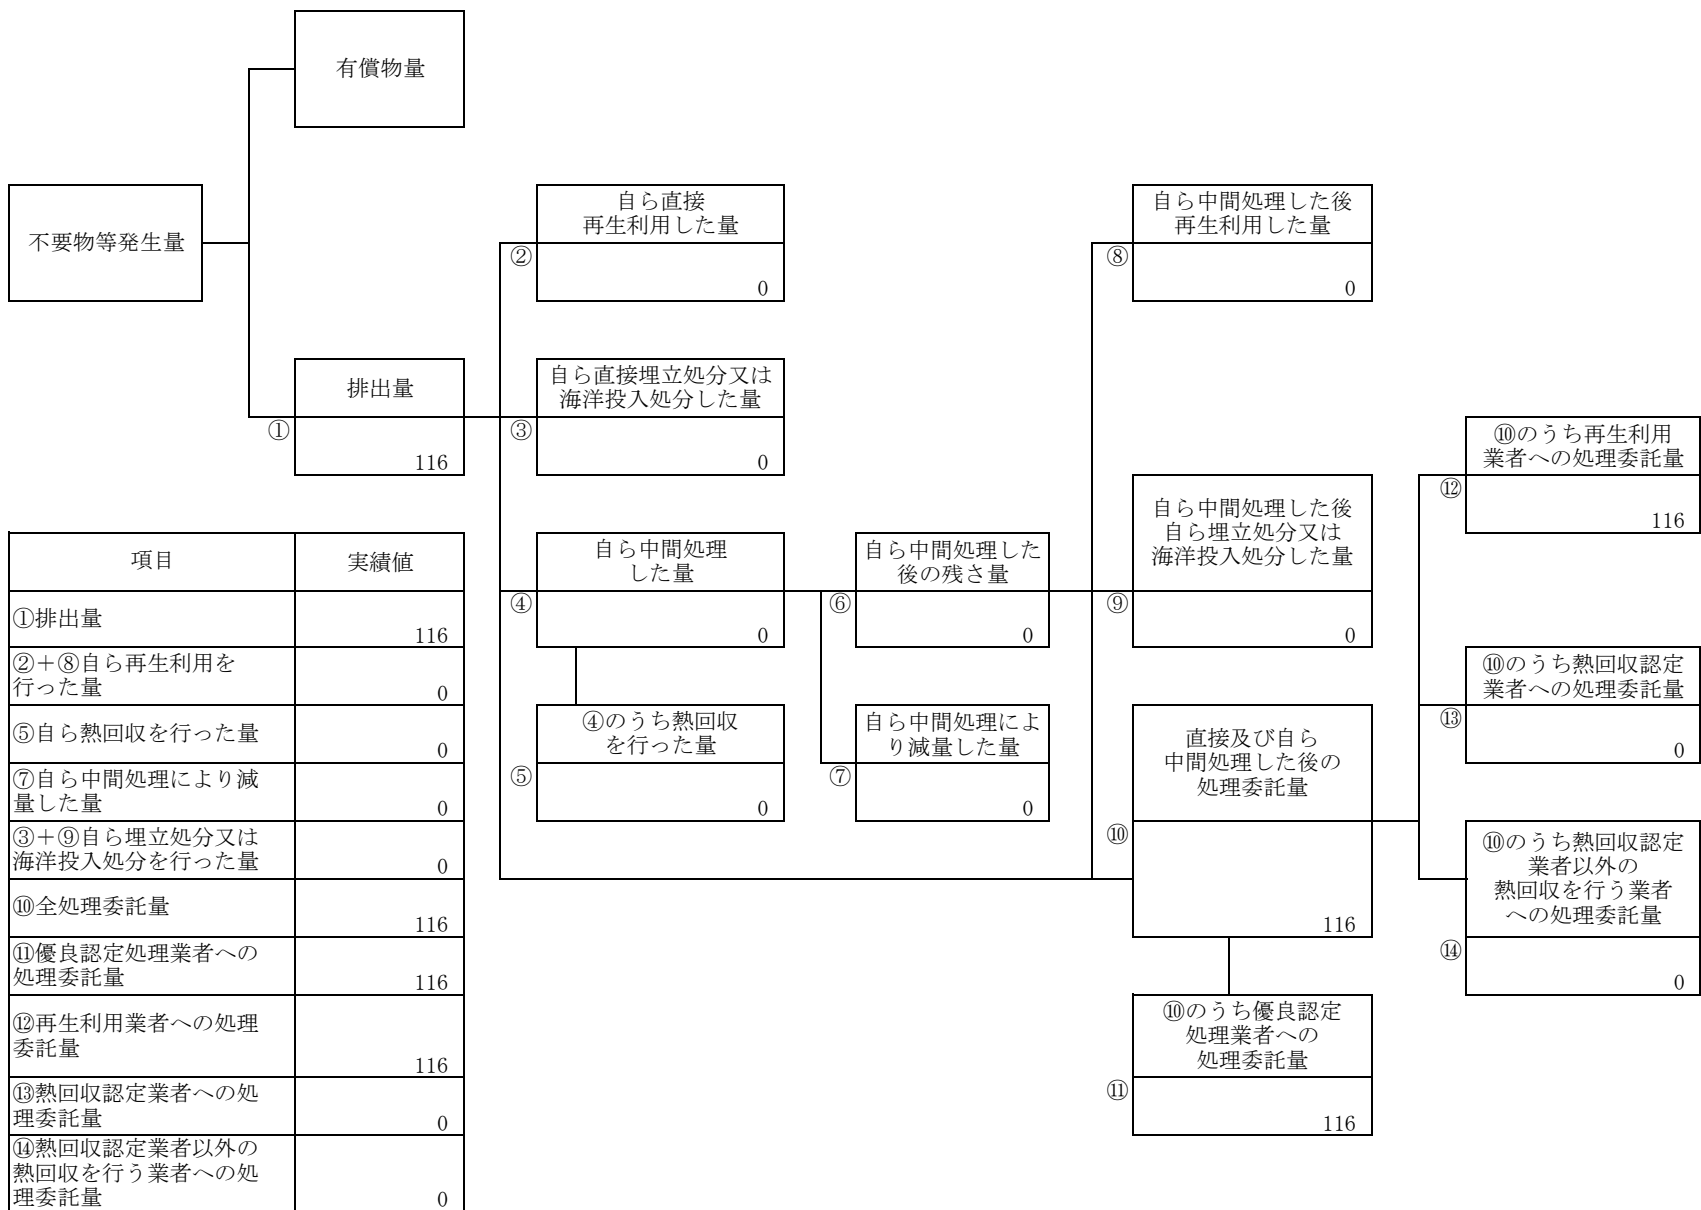 有償物量
不要物等発生量
自ら直接
再生利用した量
②
0
自ら中間処理した後
再生利用した量
⑧
0
排出量
①
116
自ら直接埋立処分又は
海洋投入処分した量
③
0
⑩のうち再生利用
業者への処理委託量
⑫
116
自ら中間処理
した量
④
0
自ら中間処理した
後の残さ量
⑥
0
自ら中間処理した後
自ら埋立処分又は
海洋投入処分した量
⑨
0
⑩のうち熱回収認定
業者への処理委託量
⑬
0
④のうち熱回収
を行った量
⑤
0
自ら中間処理によ
り減量した量
⑦
0
直接及び自ら
中間処理した後の
処理委託量
⑩
116
⑩のうち熱回収認定
業者以外の
熱回収を行う業者
への処理委託量
⑭
0
⑩のうち優良認定
処理業者への
処理委託量
⑪
116
項目 実績値
①排出量
116
②＋⑧自ら再生利用を
行った量 0
⑤自ら熱回収を行った量
0
⑦自ら中間処理により減
量した量 0
③＋⑨自ら埋立処分又は
海洋投入処分を行った量 0
⑩全処理委託量
116
⑪優良認定処理業者への
処理委託量 116
⑫再生利用業者への処理
委託量
116
⑬熱回収認定業者への処
理委託量 0
⑭熱回収認定業者以外の
熱回収を行う業者への処
理委託量 0